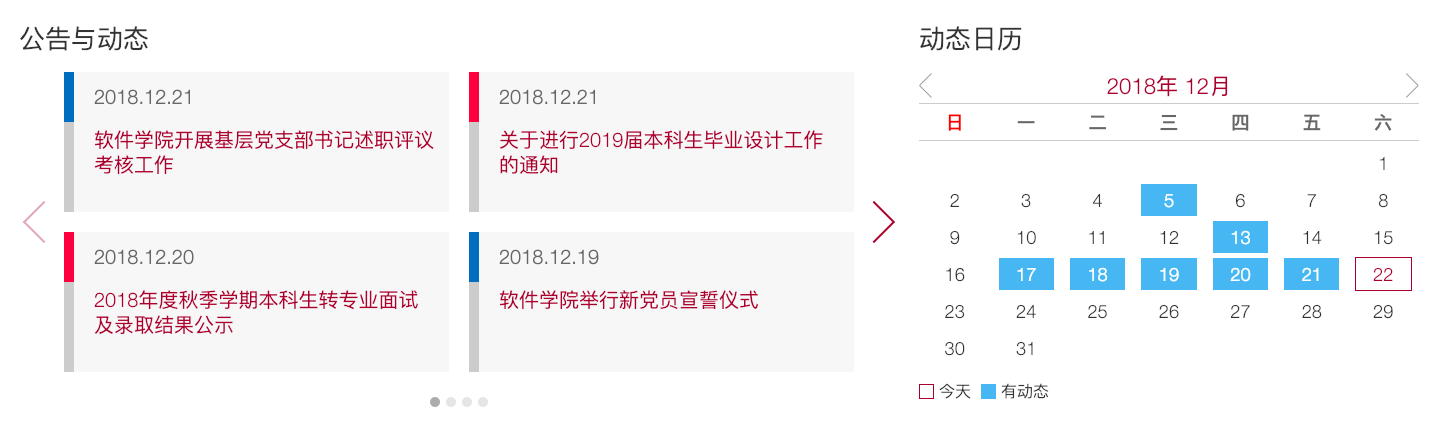 公告与动态
2018.12.21
软件学院开展基层党支部书记述职评议
考核工作
2018.12.21
关于进行2019届本科生毕业设计工作
的通知
2018.12.20
2018年度秋季学期本科生转专业面试
及录取结果公示
2018.12.19
软件学院举行新党员宣誓仪式
动态日历
2018年 12月
日 一 二 三 四 五 六
1
2 3 4 5 6 7 8
9 10 11 12 13 14 15
16 17 18 19 20 21 22
23 24 25 26 27 28 29
30 31
今天 有动态